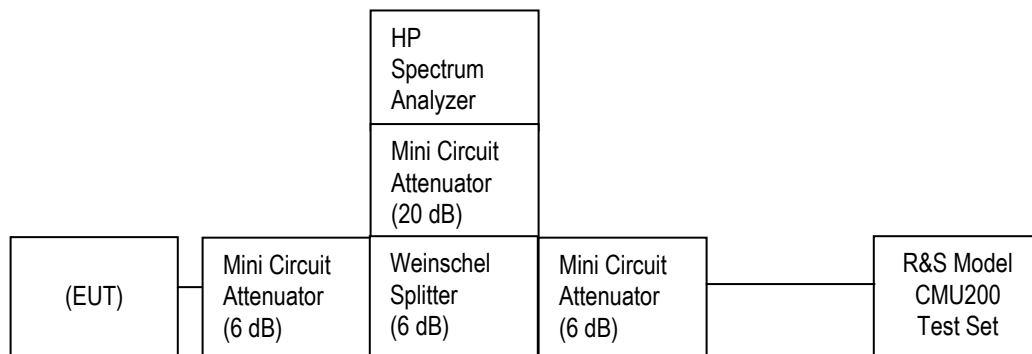 HP
Spectrum
Analyzer
Mini Circuit
Attenuator
(20 dB)
(EUT)
Mini Circuit
Attenuator
(6 dB)
Weinschel
Splitter
(6 dB)
Mini Circuit
Attenuator
(6 dB)
R&S Model
CMU200
Test Set